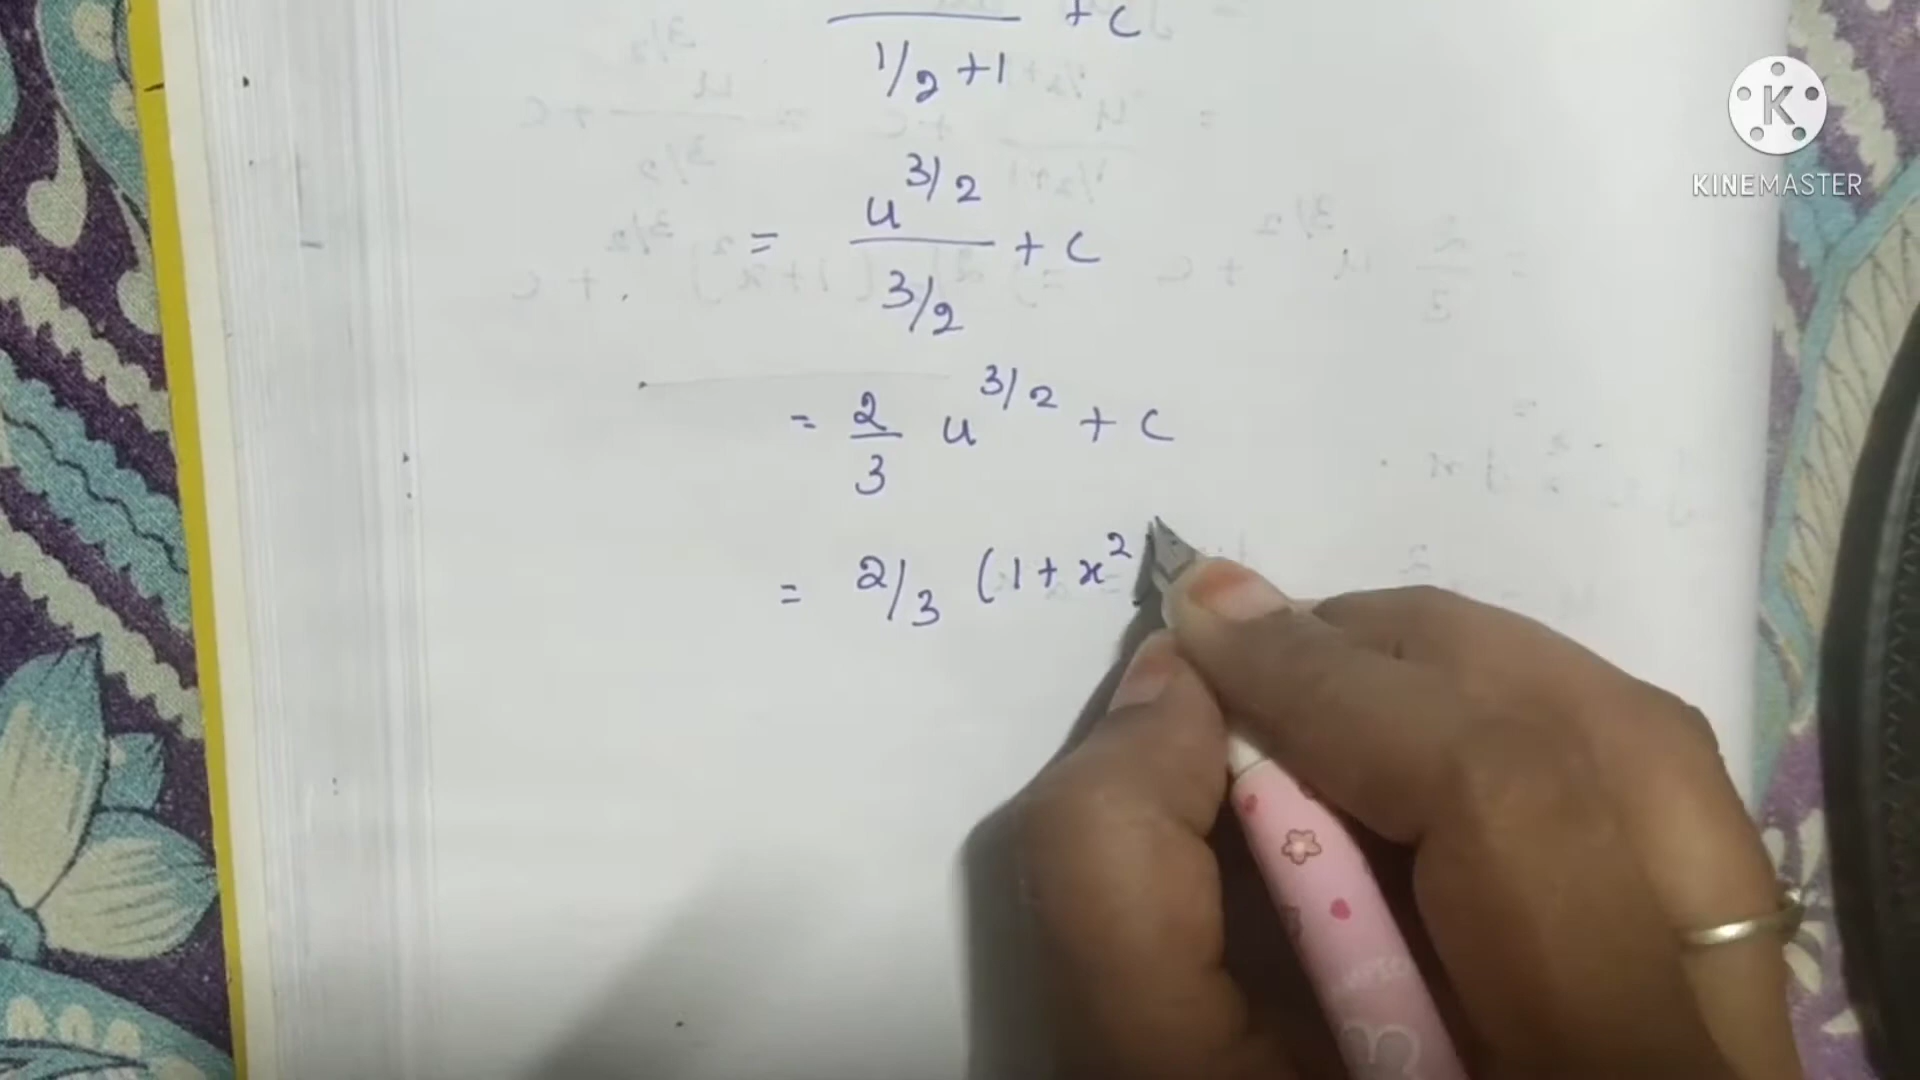 + c
1/2 +1
= u^3/2 / 3/2 + c
= 2/3 u^3/2 + c
= 2/3 (1+x^2
K
KINEMASTER